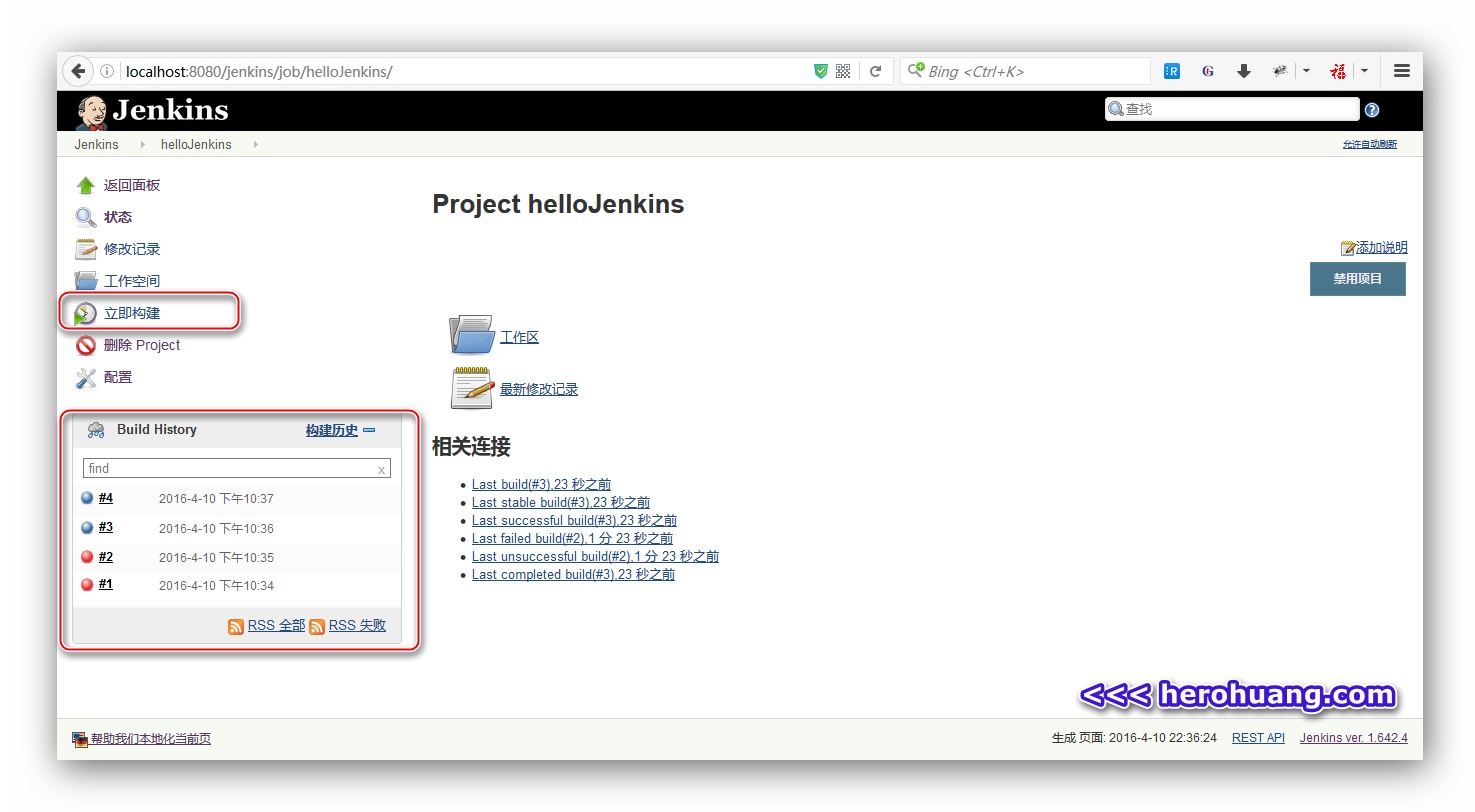 localhost:8080/jenkins/job/helloJenkins/
Bing <Ctrl+K>
Jenkins
查找
Jenkins helloJenkins
允许自动刷新
返回面板
状态
修改记录
工作空间
立即构建
删除 Project
配置
Build History 构建历史
find x
#4 2016-4-10 下午10:37
#3 2016-4-10 下午10:36
#2 2016-4-10 下午10:35
#1 2016-4-10 下午10:34
RSS 全部 RSS 失败
Project helloJenkins
添加说明
禁用项目
工作区
最新修改记录
相关连接
Last build(#3),23 秒之前
Last stable build(#3),23 秒之前
Last successful build(#3),23 秒之前
Last failed build(#2),1 分 23 秒之前
Last unsuccessful build(#2),1 分 23 秒之前
Last completed build(#3),23 秒之前
<<< herohuang.com
帮助我们本地化当前页
生成 页面: 2016-4-10 22:36:24 REST API Jenkins ver. 1.642.4